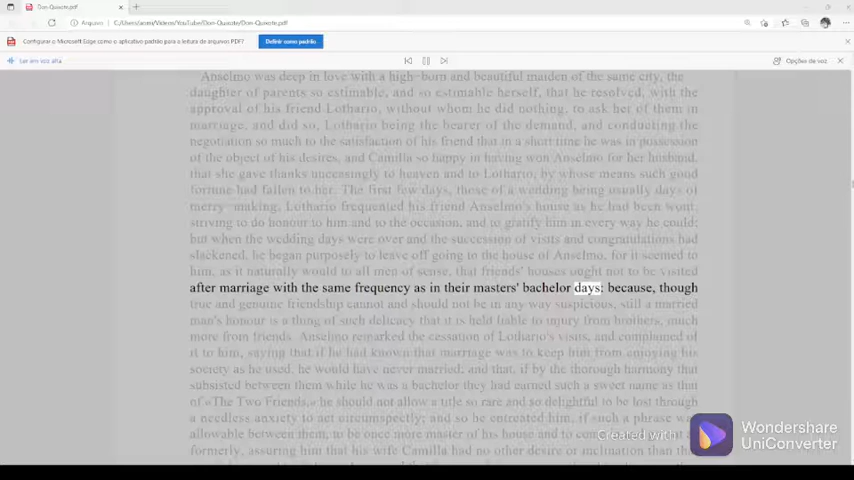 Don-Quixote.pdf
Arquivo | C:/Users/aram/Videos/YouTube/Don-Quixote/Don-Quixote.pdf
Configurar o Microsoft Edge como o aplicativo padrão para a leitura de arquivos PDF? Definir como padrão
Ler em voz alta Opções de voz
Anselmo was deep in love with a high-born and beautiful maiden of the same city, the
daughter of parents so estimable, and so estimable herself, that he resolved, with the
approval of his friend Lothario, without whom he did nothing, to ask her of them in
marriage, and did so, Lothario being the bearer of the demand, and conducting the
negotiation so much to the satisfaction of his friend that in a short time he was in possession
of the object of his desires, and Camilla so happy in having won Anselmo for her husband,
that she gave thanks unceasingly to heaven and to Lothario, by whose means such good
fortune had fallen to her. The first few days, those of a wedding being usually days of
merry-making, Lothario frequented his friend Anselmo's house as he had been wont,
striving to do honour to him and to the occasion, and to gratify him in every way he could;
but when the wedding days were over and the succession of visits and congratulations had
slackened, he began purposely to leave off going to the house of Anselmo, for it seemed to
him, as it naturally would to all men of sense, that friends' houses ought not to be visited
after marriage with the same frequency as in their masters' bachelor days; because, though
true and genuine friendship cannot and should not be in any way suspicious, still a married
man's honour is a thing of such delicacy that it is held liable to injury from brothers, much
more from friends. Anselmo remarked the cessation of Lothario's visits, and complained of
it to him, saying that if he had known that marriage was to keep him from enjoying his
society as he used, he would have never married; and that, if by the thorough harmony that
subsisted between them while he was a bachelor they had earned such a sweet name as that
of «The Two Friends,» he should not allow a title so rare and so delightful to be lost through
a needless anxiety to act circumspectly; and so he entreated him, if such a phrase was
allowable between them, to be once more master of his house and to
formerly, assuring him that his wife Camilla had no other desire or inclination than
Created with Wondershare
UniConverter